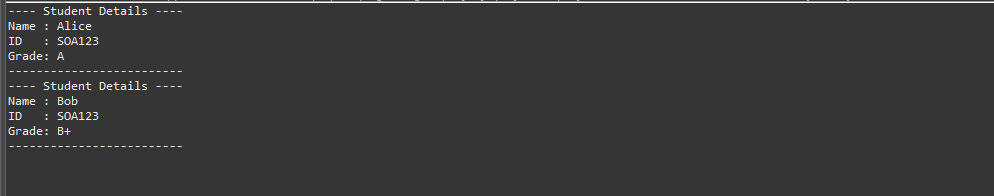 ---- Student Details ----
Name : Alice
ID   : SOA123
Grade: A
-------------------------
---- Student Details ----
Name : Bob
ID   : SOA123
Grade: B+
-------------------------